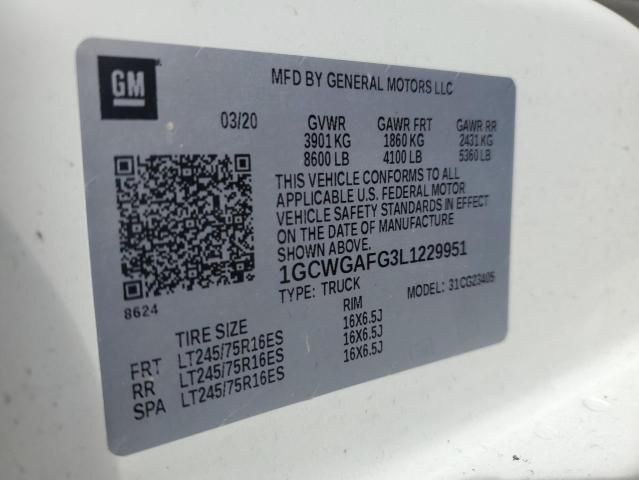 GM
MFD BY GENERAL MOTORS LLC
03/20 GVWR GAWR FRT GAWR RR
3901 KG 1860 KG 2431 KG
8600 LB 4100 LB 5360 LB
THIS VEHICLE CONFORMS TO ALL
APPLICABLE U.S. FEDERAL MOTOR
VEHICLE SAFETY STANDARDS IN EFFECT
ON THE DATE OF MANUFACTURE
SHOWN ABOVE.
1GCWGAFG3L1229951
8624 TYPE: TRUCK MODEL: 31CG23405
TIRE SIZE RIM
FRT LT245/75R16ES 16X6.5J
RR LT245/75R16ES 16X6.5J
SPA LT245/75R16ES 16X6.5J